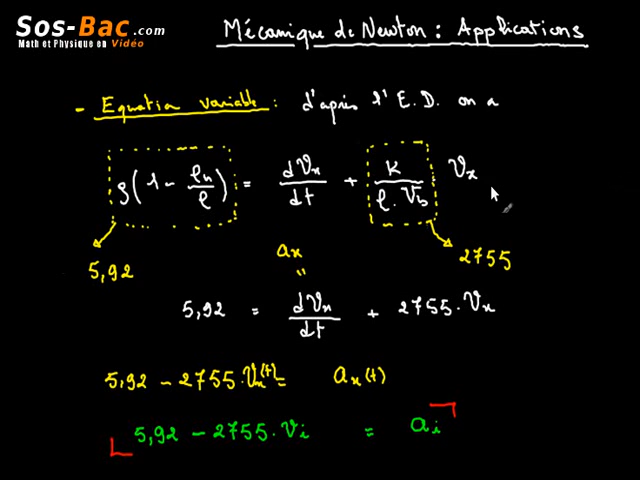 Sos-Bac.com
Math et Physique en Vidéo
Mécanique de Newton : Applications
- Equation variable : d'après l'E.D. on a
g(1 - ρn/ρ) = dVx/dt + K/(ρ.Vb) Vx
5,92
ax
"
2755
5,92 = dVx/dt + 2755.Vx
5,92 - 2755.Vx(t) = ax(t)
5,92 - 2755.Vi = ai